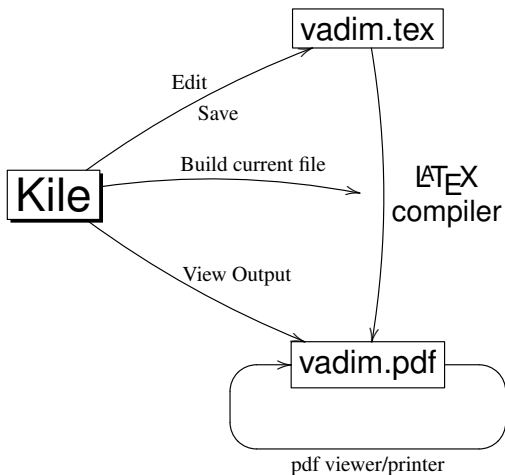 vadim.tex
Edit
Save
Build current file
Kile
LATEX
compiler
View Output
vadim.pdf
pdf viewer/printer